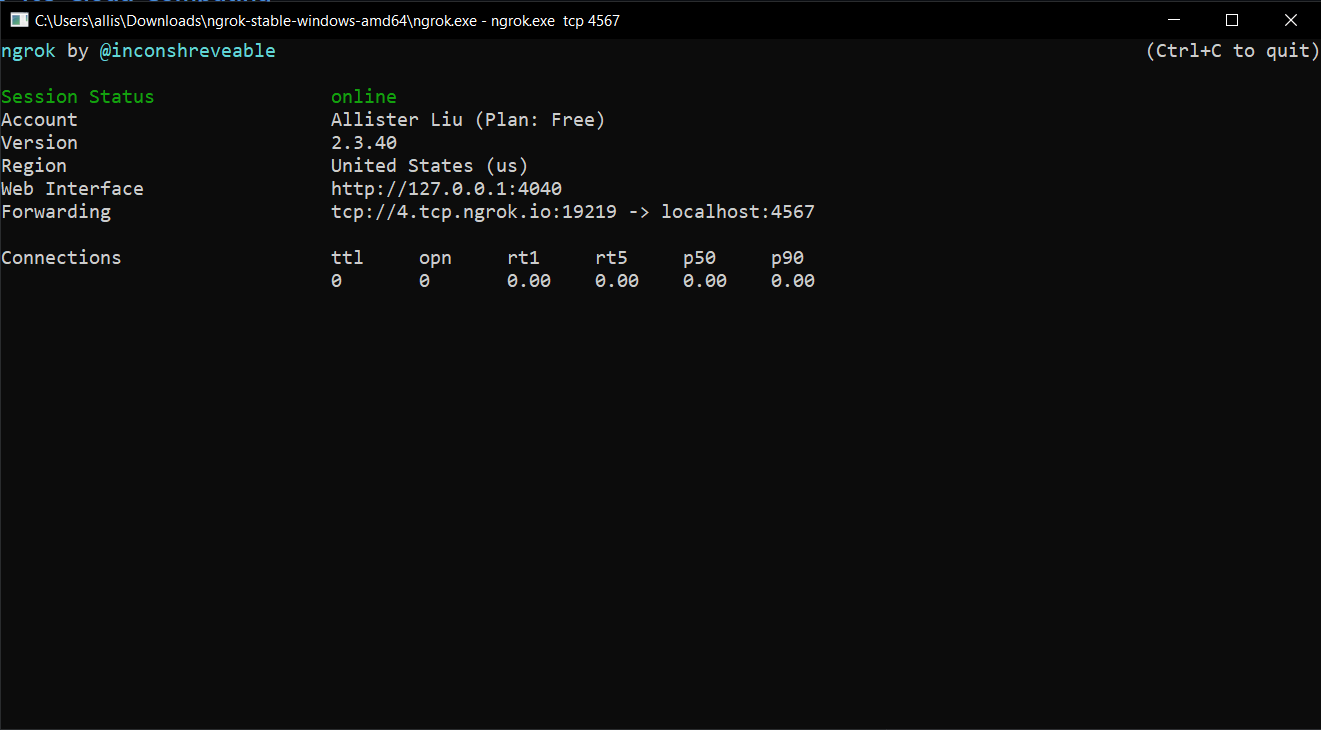 C:\Users\allis\Downloads\ngrok-stable-windows-amd64\ngrok.exe - ngrok.exe  tcp 4567
ngrok by @inconshreveable (Ctrl+C to quit)
Session Status online
Account Allister Liu (Plan: Free)
Version 2.3.40
Region United States (us)
Web Interface http://127.0.0.1:4040
Forwarding tcp://4.tcp.ngrok.io:19219 -> localhost:4567
Connections ttl opn rt1 rt5 p50 p90
0 0 0.00 0.00 0.00 0.00